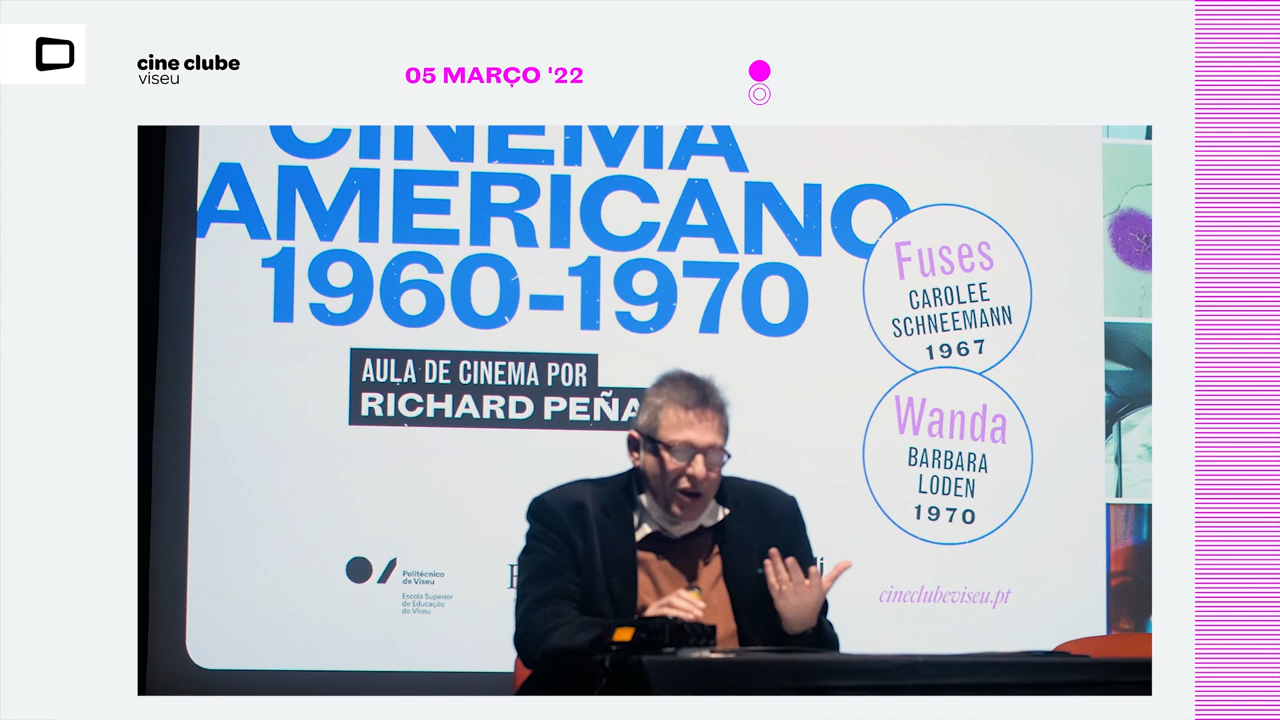 cine clube
viseu
05 MARÇO '22
CINEMA
AMERICANO
1960-1970
AULA DE CINEMA POR
RICHARD PEÑA
Fuses
CAROLEE
SCHNEEMANN
1967
Wanda
BARBARA
LODEN
1970
Politécnico
de Viseu
Escola Superior
de Educação
de Viseu
cineclubeviseu.pt